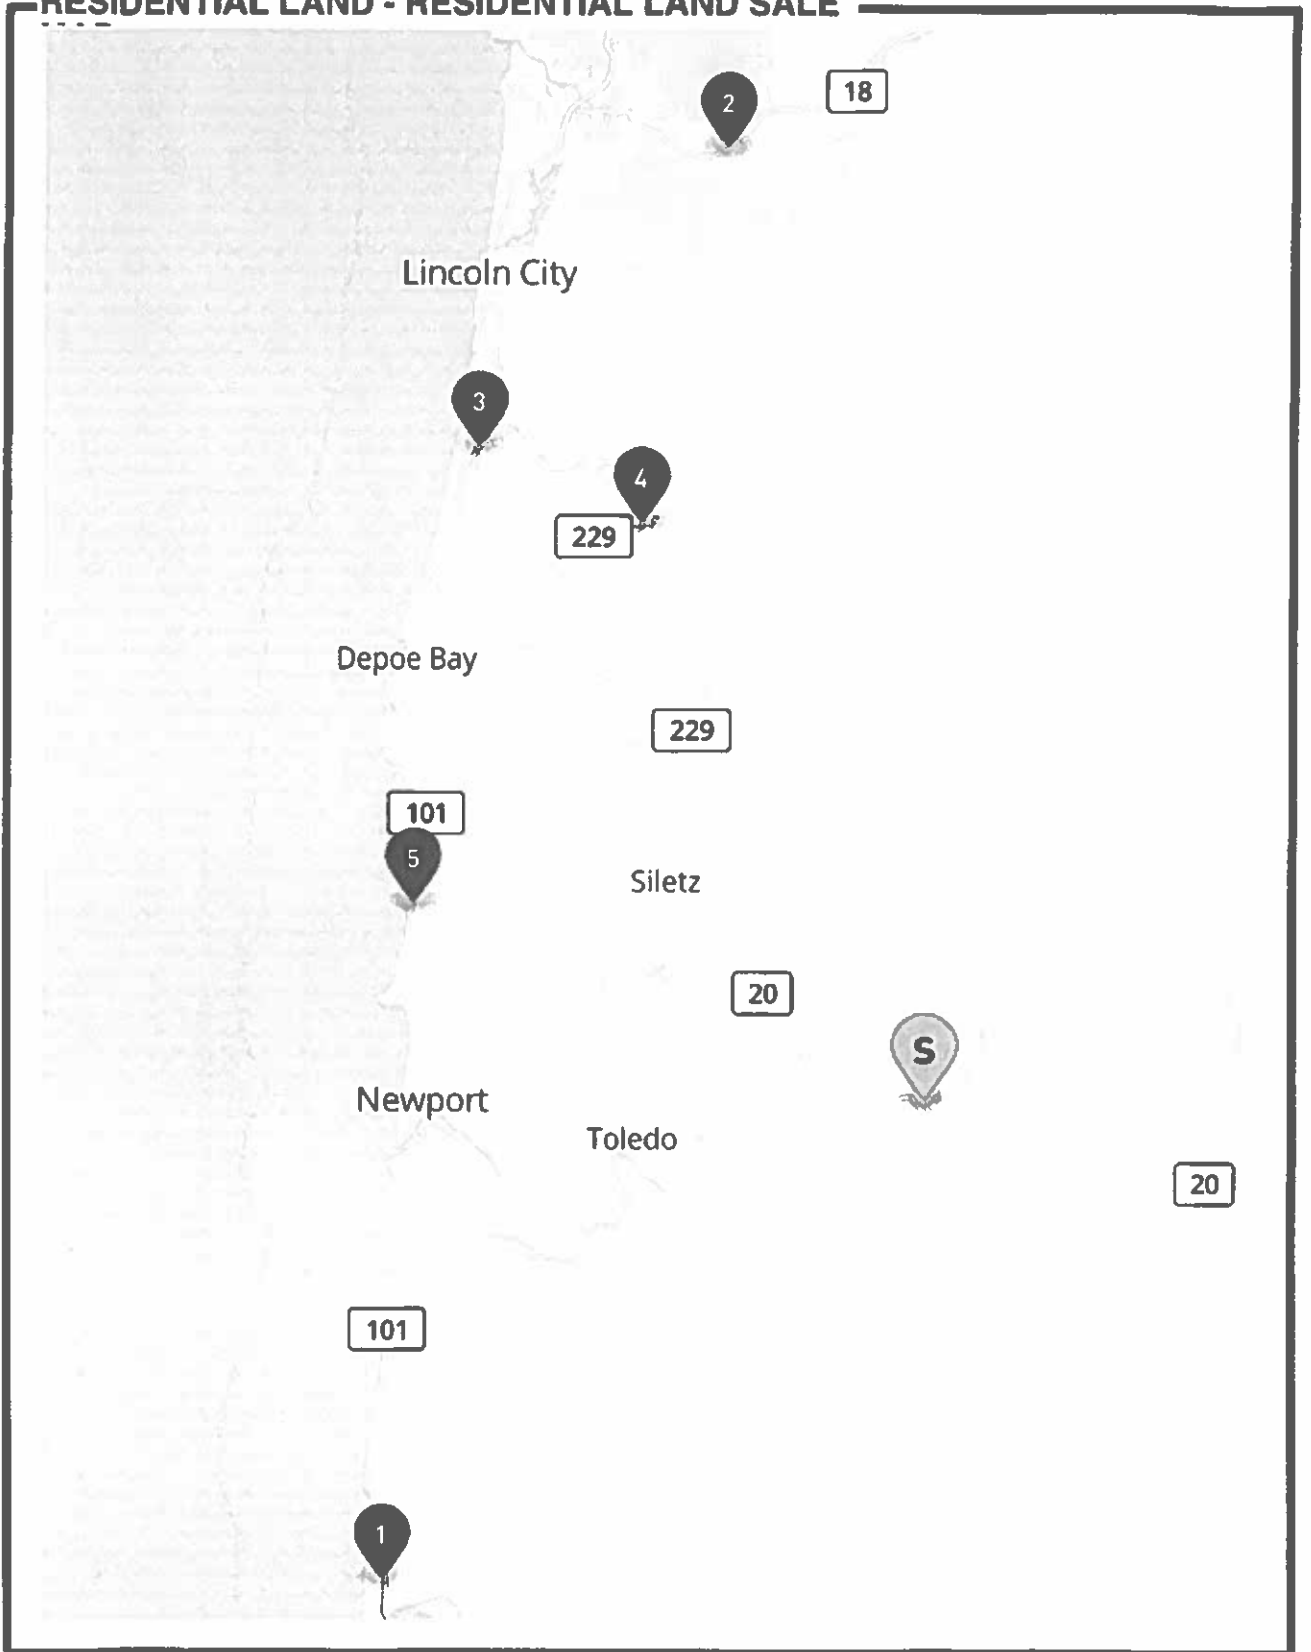 RESIDENTIAL LAND - RESIDENTIAL LAND SALE
2
18
Lincoln City
3
4
229
Depoe Bay
229
101
5
Siletz
20
S
Newport
Toledo
20
101
1